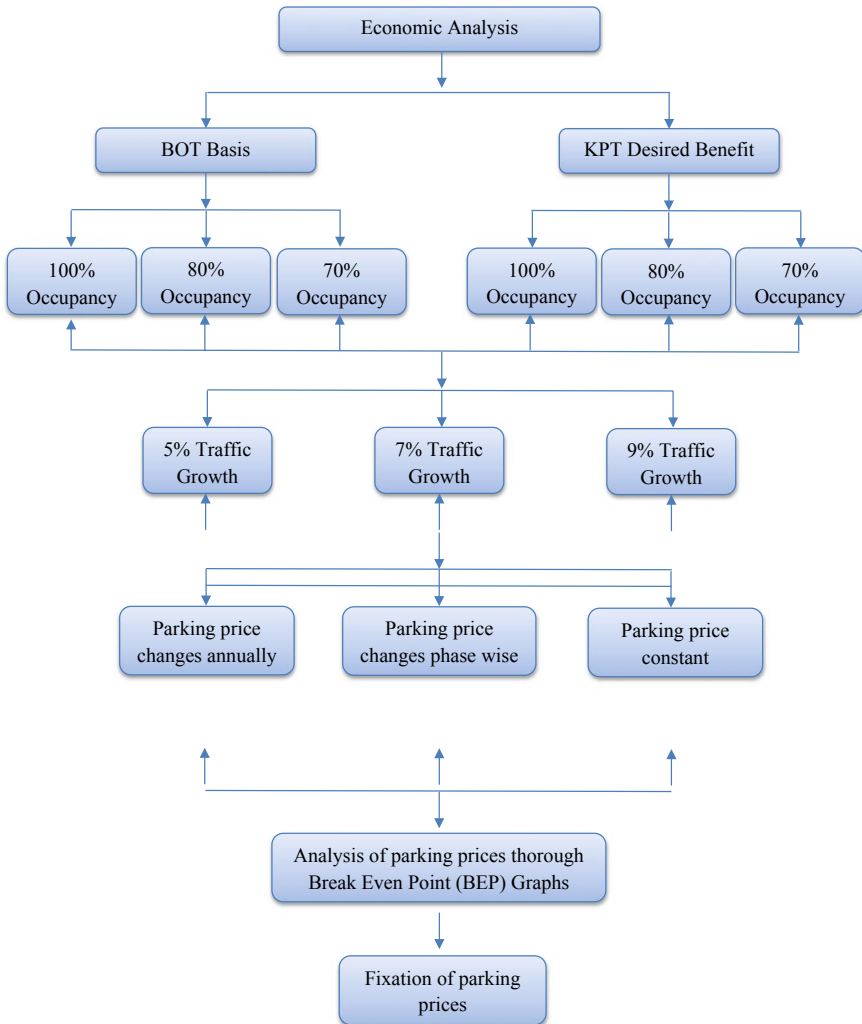 Economic Analysis
BOT Basis
KPT Desired Benefit
100%
Occupancy
80%
Occupancy
70%
Occupancy
100%
Occupancy
80%
Occupancy
70%
Occupancy
5% Traffic
Growth
7% Traffic
Growth
9% Traffic
Growth
Parking price
changes annually
Parking price
changes phase wise
Parking price
constant
Analysis of parking prices thorough
Break Even Point (BEP) Graphs
Fixation of parking
prices